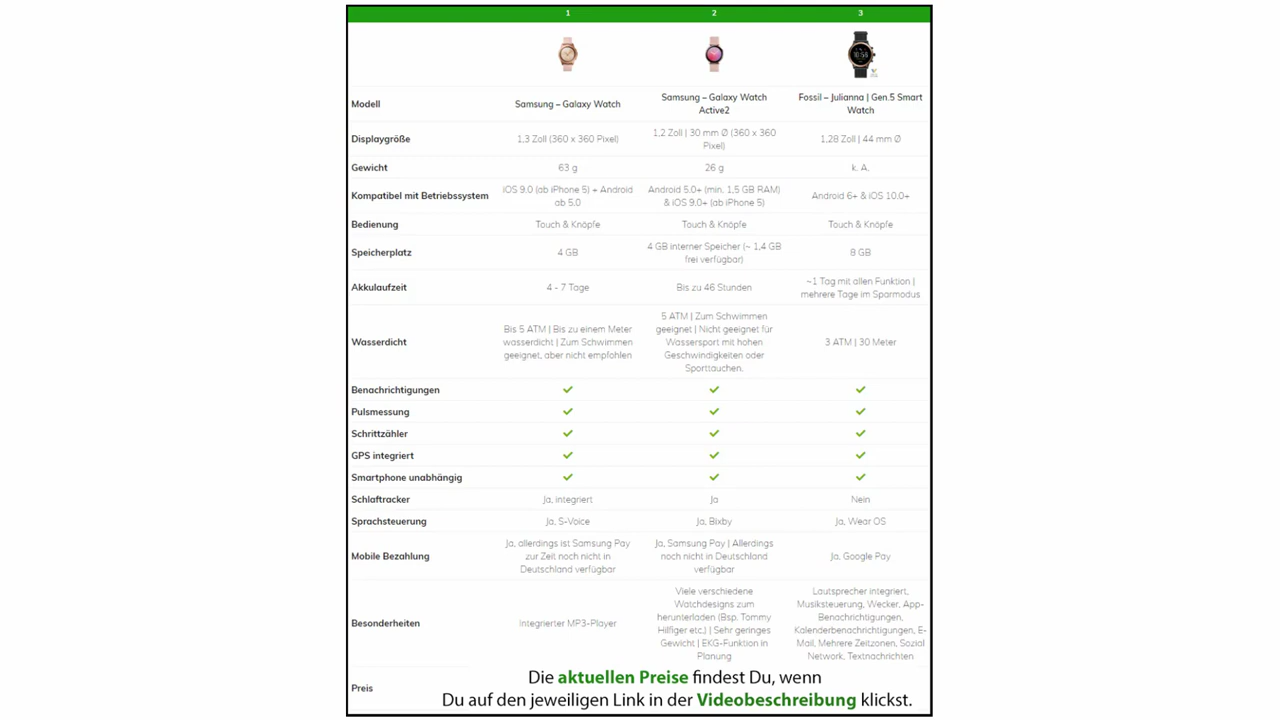 1 2 3
Modell Samsung – Galaxy Watch Samsung – Galaxy Watch Active2 Fossil – Julianna | Gen.5 Smart Watch
Displaygröße 1,3 Zoll (360 x 360 Pixel) 1,2 Zoll | 30 mm Ø (360 x 360 Pixel) 1,28 Zoll | 44 mm Ø
Gewicht 63 g 26 g k. A.
Kompatibel mit Betriebssystem iOS 9.0 (ab iPhone 5) + Android ab 5.0 Android 5.0+ (min. 1,5 GB RAM) & iOS 9.0+ (ab iPhone 5) Android 6+ & iOS 10.0+
Bedienung Touch & Knöpfe Touch & Knöpfe Touch & Knöpfe
Speicherplatz 4 GB 4 GB interner Speicher (~ 1,4 GB frei verfügbar) 8 GB
Akkulaufzeit 4 - 7 Tage Bis zu 46 Stunden ~1 Tag mit allen Funktion | mehrere Tage im Sparmodus
Wasserdicht Bis 5 ATM | Bis zu einem Meter wasserdicht | Zum Schwimmen geeignet, aber nicht empfohlen 5 ATM | Zum Schwimmen geeignet | Nicht geeignet für Wassersport mit hohen Geschwindigkeiten oder Sporttauchen. 3 ATM | 30 Meter
Benachrichtigungen
Pulsmessung
Schrittzähler
GPS integriert
Smartphone unabhängig
Schlaftracker Ja, integriert Ja Nein
Sprachsteuerung Ja, S-Voice Ja, Bixby Ja, Wear OS
Mobile Bezahlung Ja, allerdings ist Samsung Pay zur Zeit noch nicht in Deutschland verfügbar Ja, Samsung Pay | Allerdings noch nicht in Deutschland verfügbar Ja, Google Pay
Besonderheiten Integrierter MP3-Player Viele verschiedene Watchdesigns zum herunterladen (Bsp. Tommy Hilfiger etc.) | Sehr geringes Gewicht | EKG-Funktion in Planung Lautsprecher integriert, Musiksteuerung, Wecker, App-Benachrichtigungen, Kalenderbenachrichtigungen, E-Mail, Mehrere Zeitzonen, Sozial Network, Textnachrichten
Preis
Die aktuellen Preise findest Du, wenn
Du auf den jeweiligen Link in der Videobeschreibung klickst.